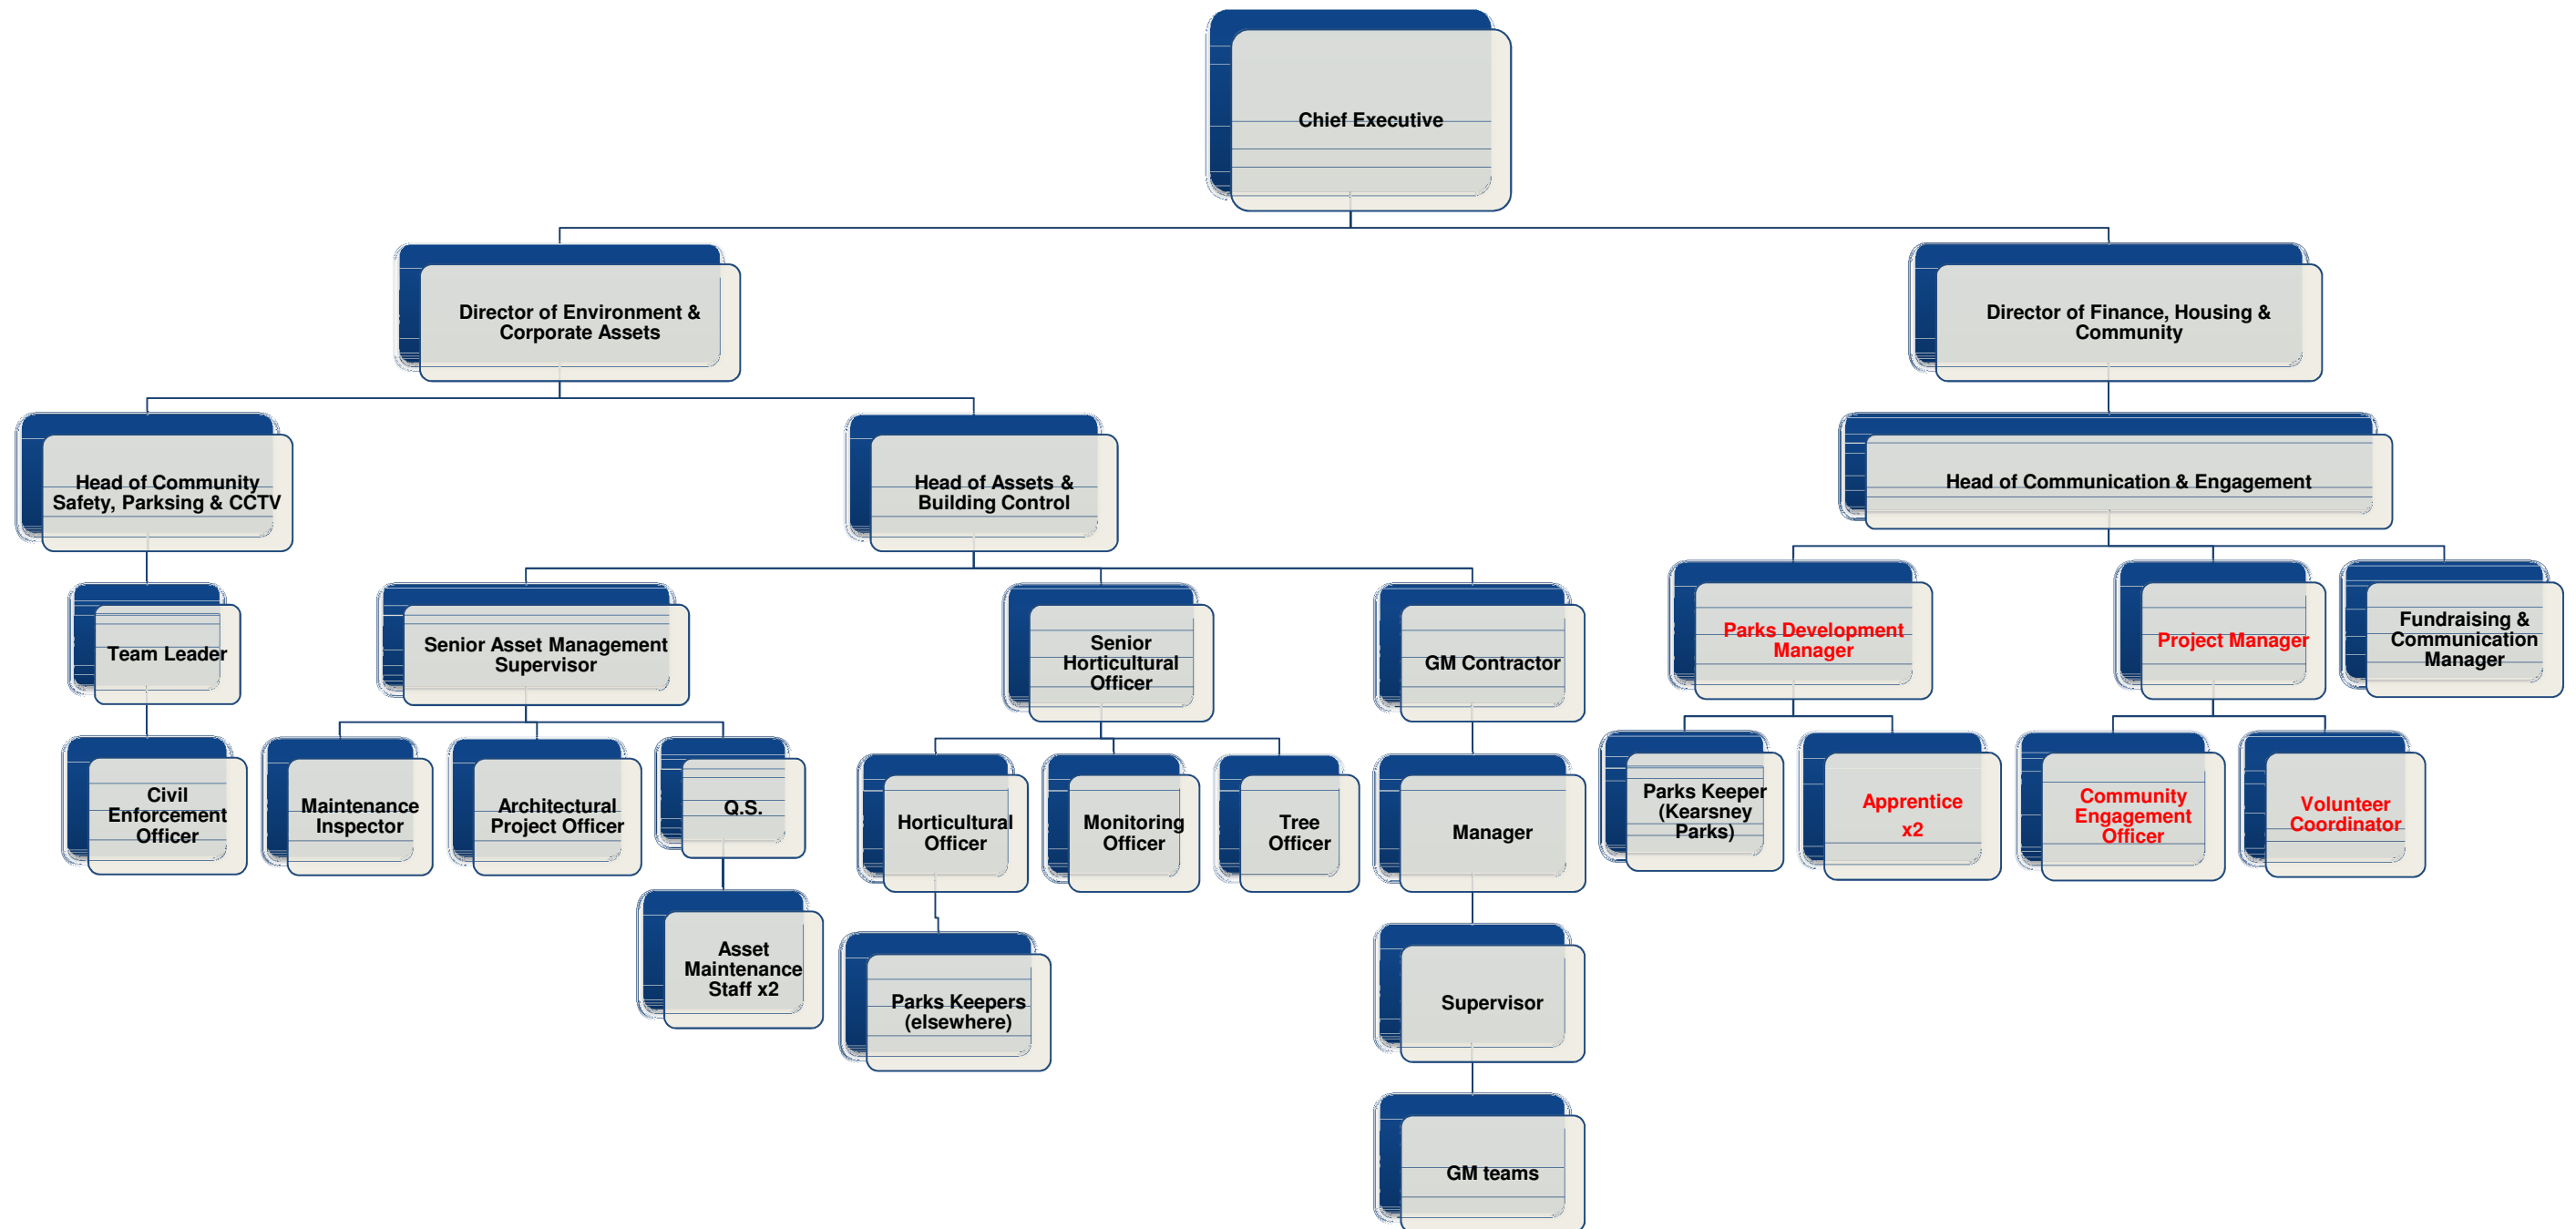 Chief Executive
Director of Environment &
Corporate Assets
Director of Finance, Housing &
Community
Head of Community
Safety, Parksing & CCTV
Head of Assets &
Building Control
Head of Communication & Engagement
Team Leader
Senior Asset Management
Supervisor
Senior
Horticultural
Officer
GM Contractor
Parks Development
Manager
Project Manager
Fundraising &
Communication
Manager
Civil
Enforcement
Officer
Maintenance
Inspector
Architectural
Project Officer
Q.S.
Horticultural
Officer
Monitoring
Officer
Tree
Officer
Manager
Parks Keeper
(Kearsney
Parks)
Apprentice
x2
Community
Engagement
Officer
Volunteer
Coordinator
Asset
Maintenance
Staff x2
Parks Keepers
(elsewhere)
Supervisor
GM teams